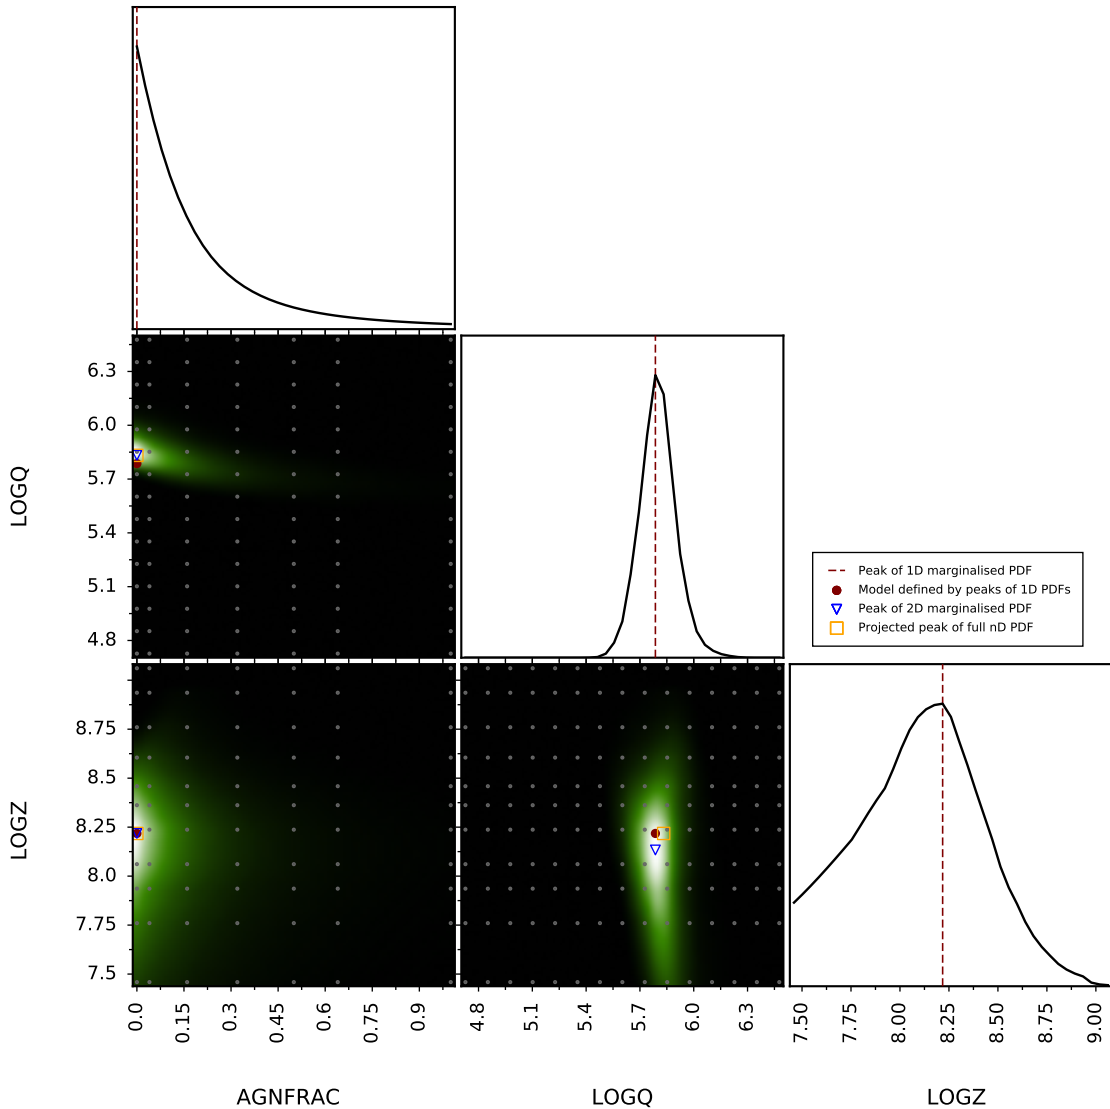 LOGQ
6.3
6.0
5.7
5.4
5.1
4.8
Peak of 1D marginalised PDF
Model defined by peaks of 1D PDFs
Peak of 2D marginalised PDF
Projected peak of full nD PDF
LOGZ
8.75
8.5
8.25
8.0
7.75
7.5
0.0 0.15 0.3 0.45 0.6 0.75 0.9
4.8 5.1 5.4 5.7 6.0 6.3
7.50 7.75 8.00 8.25 8.50 8.75 9.00
AGNFRAC LOGQ LOGZ